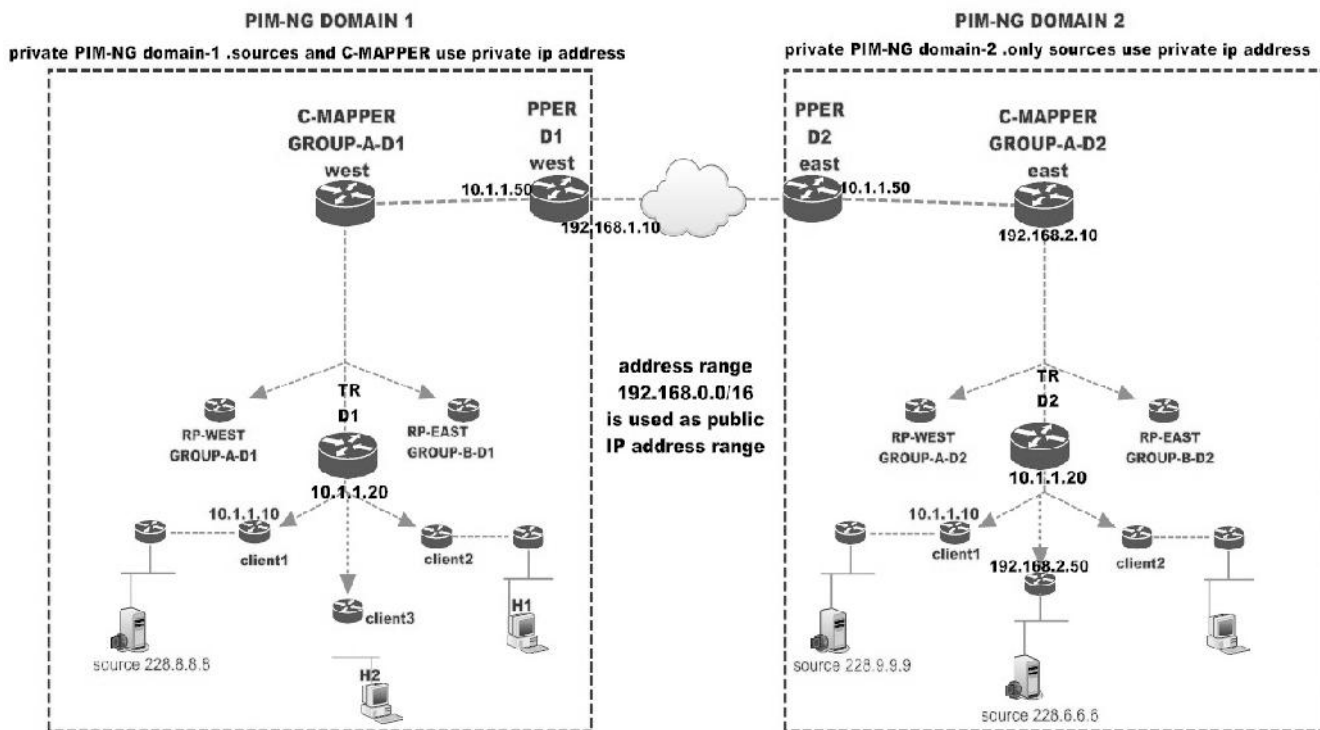 PIM-NG DOMAIN 1
private PIM-NG domain-1 .sources and C-MAPPER use private ip address
C-MAPPER
GROUP-A-D1
west
PPER
D1
west
10.1.1.50
192.168.1.10
TR
D1
RP-WEST
GROUP-A-D1
RP-EAST
GROUP-B-D1
10.1.1.20
10.1.1.10
client1
client2
client3
H1
H2
source 228.8.8.8
address range
192.168.0.0/16
is used as public
IP address range
PIM-NG DOMAIN 2
private PIM-NG domain-2 .only sources use private ip address
PPER
D2
east
C-MAPPER
GROUP-A-D2
east
10.1.1.50
192.168.2.10
TR
D2
RP-WEST
GROUP-A-D2
RP-EAST
GROUP-B-D2
10.1.1.20
10.1.1.10
client1
192.168.2.50
client2
source 228.9.9.9
source 228.6.6.6